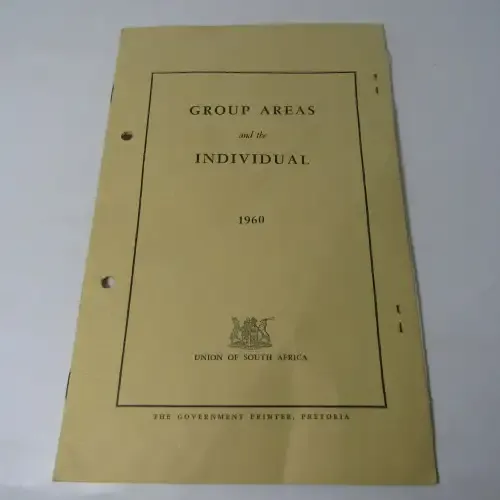 GROUP AREAS
and the
INDIVIDUAL
1960
UNION OF SOUTH AFRICA
THE GOVERNMENT PRINTER, PRETORIA